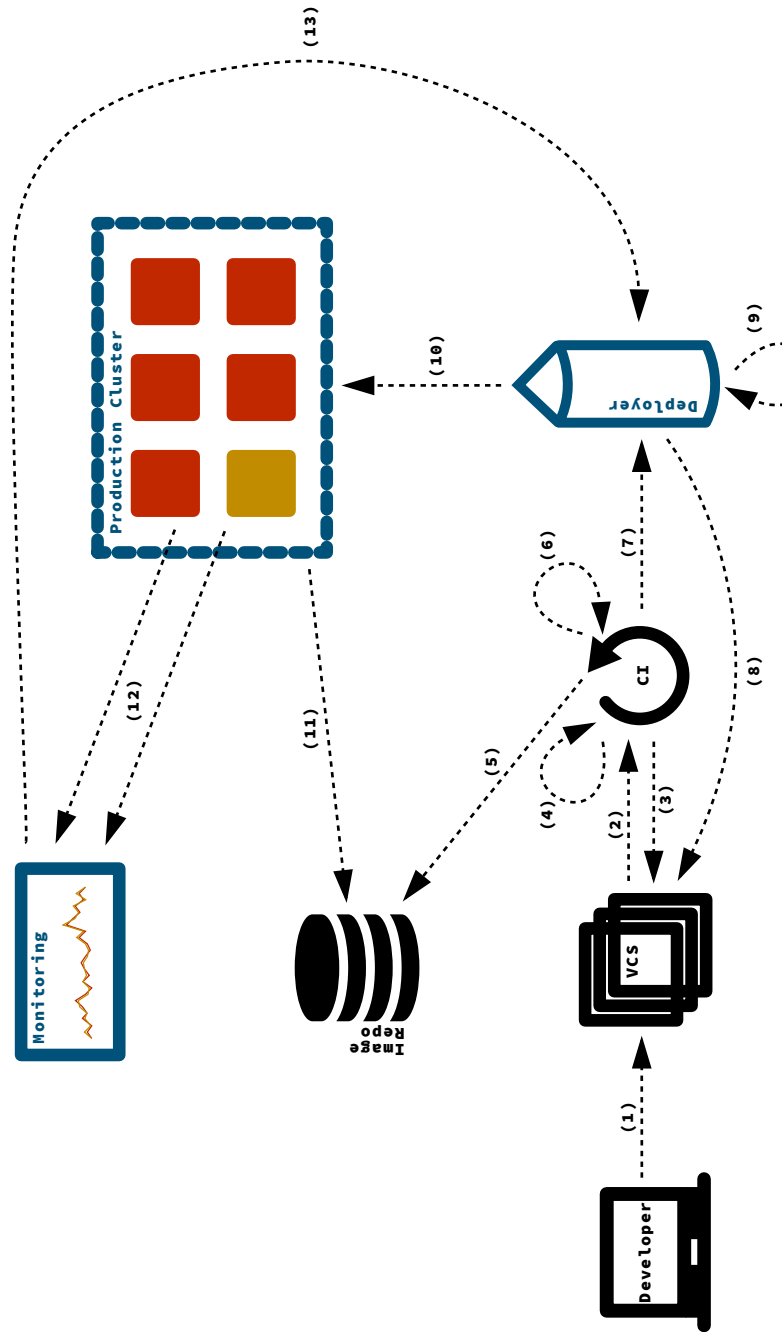 (13)
Production Cluster
(9)
(10)
Deployer
(6)
(7)
(12)
(11)
(5)
CI
(8)
(4)
(2)
(3)
Monitoring
VCS
Image
Repo
(1)
Developer